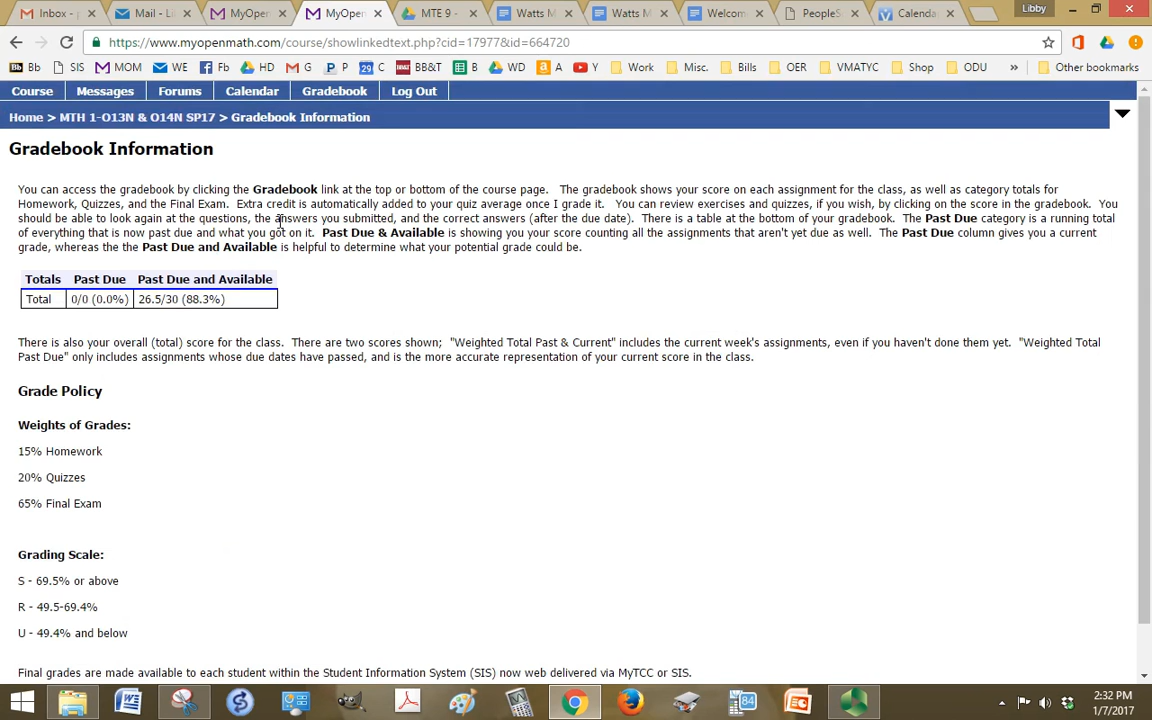 Inbox - 
Mail - Li
MyOpen
MyOpen
MTE 9 -
Watts M
Watts M
Welcom
PeopleS
Calenda
Libby
https://www.myopenmath.com/course/showlinkedtext.php?cid=17977&id=664720
Bb Bb SIS MOM WE Fb HD G P 29 C BB&T BB&T B WD a A Y Work Misc. Bills OER VMATYC Shop ODU » Other bookmarks
Course Messages Forums Calendar Gradebook Log Out
Home > MTH 1-O13N & O14N SP17 > Gradebook Information
Gradebook Information
You can access the gradebook by clicking the Gradebook link at the top or bottom of the course page. The gradebook shows your score on each assignment for the class, as well as category totals for
Homework, Quizzes, and the Final Exam. Extra credit is automatically added to your quiz average once I grade it. You can review exercises and quizzes, if you wish, by clicking on the score in the gradebook. You
should be able to look again at the questions, the answers you submitted, and the correct answers (after the due date). There is a table at the bottom of your gradebook. The Past Due category is a running total
of everything that is now past due and what you got on it. Past Due & Available is showing you your score counting all the assignments that aren't yet due as well. The Past Due column gives you a current
grade, whereas the the Past Due and Available is helpful to determine what your potential grade could be.
Totals Past Due Past Due and Available
Total 0/0 (0.0%) 26.5/30 (88.3%)
There is also your overall (total) score for the class. There are two scores shown; "Weighted Total Past & Current" includes the current week's assignments, even if you haven't done them yet. "Weighted Total
Past Due" only includes assignments whose due dates have passed, and is the more accurate representation of your current score in the class.
Grade Policy
Weights of Grades:
15% Homework
20% Quizzes
65% Final Exam
Grading Scale:
S - 69.5% or above
R - 49.5-69.4%
U - 49.4% and below
Final grades are made available to each student within the Student Information System (SIS) now web delivered via MyTCC or SIS.
84
2:32 PM
1/7/2017